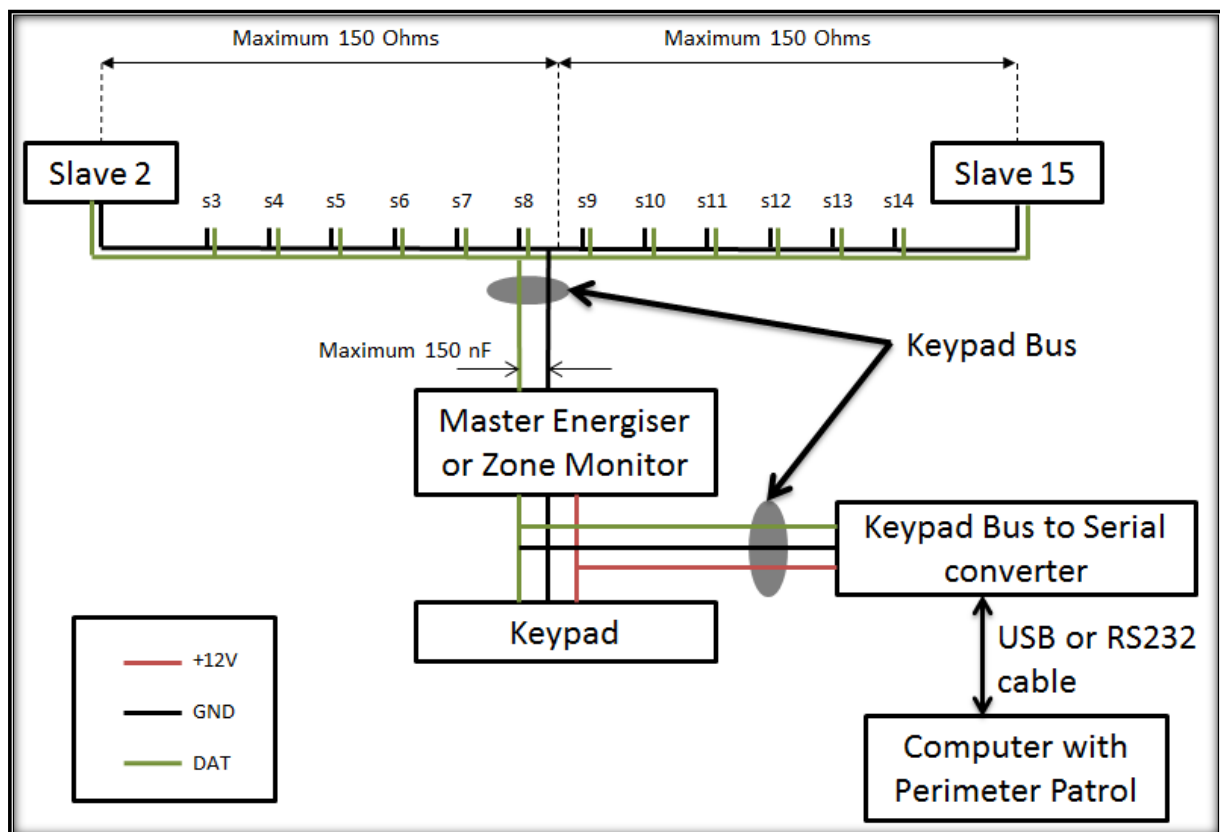 Maximum 150 Ohms
Maximum 150 Ohms
Slave 2
Slave 15
s3
s4
s5
s6
s7
s8
s9
s10
s11
s12
s13
s14
Keypad Bus
Maximum 150 nF
Master Energiser
or Zone Monitor
Keypad Bus to Serial
converter
Keypad
USB or RS232
cable
+12V
GND
DAT
Computer with
Perimeter Patrol